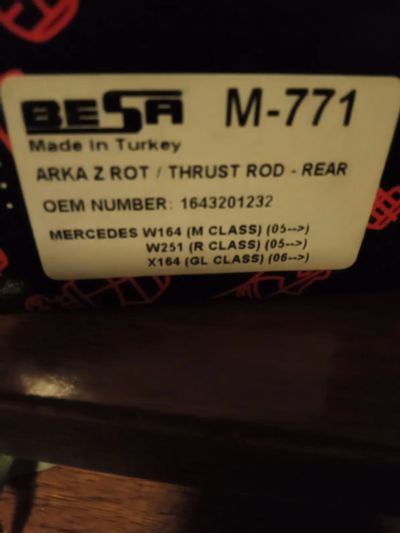 BESA M-771
Made in Turkey
ARKA Z ROT / THRUST ROD - REAR
OEM NUMBER: 1643201232
MERCEDES W164 (M CLASS) (05-->)
W251 (R CLASS) (05-->)
X164 (GL CLASS) (06-->)